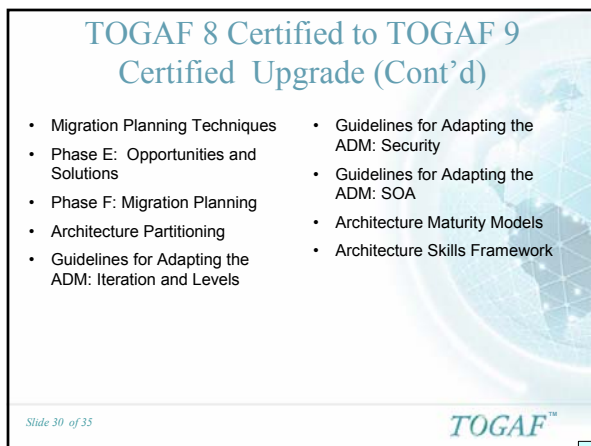 TOGAF 8 Certified to TOGAF 9
Certified Upgrade (Cont'd)
• Migration Planning Techniques
• Phase E: Opportunities and
Solutions
• Phase F: Migration Planning
• Architecture Partitioning
• Guidelines for Adapting the
ADM: Iteration and Levels
• Guidelines for Adapting the
ADM: Security
• Guidelines for Adapting the
ADM: SOA
• Architecture Maturity Models
• Architecture Skills Framework
Slide 30 of 35
TOGAF™